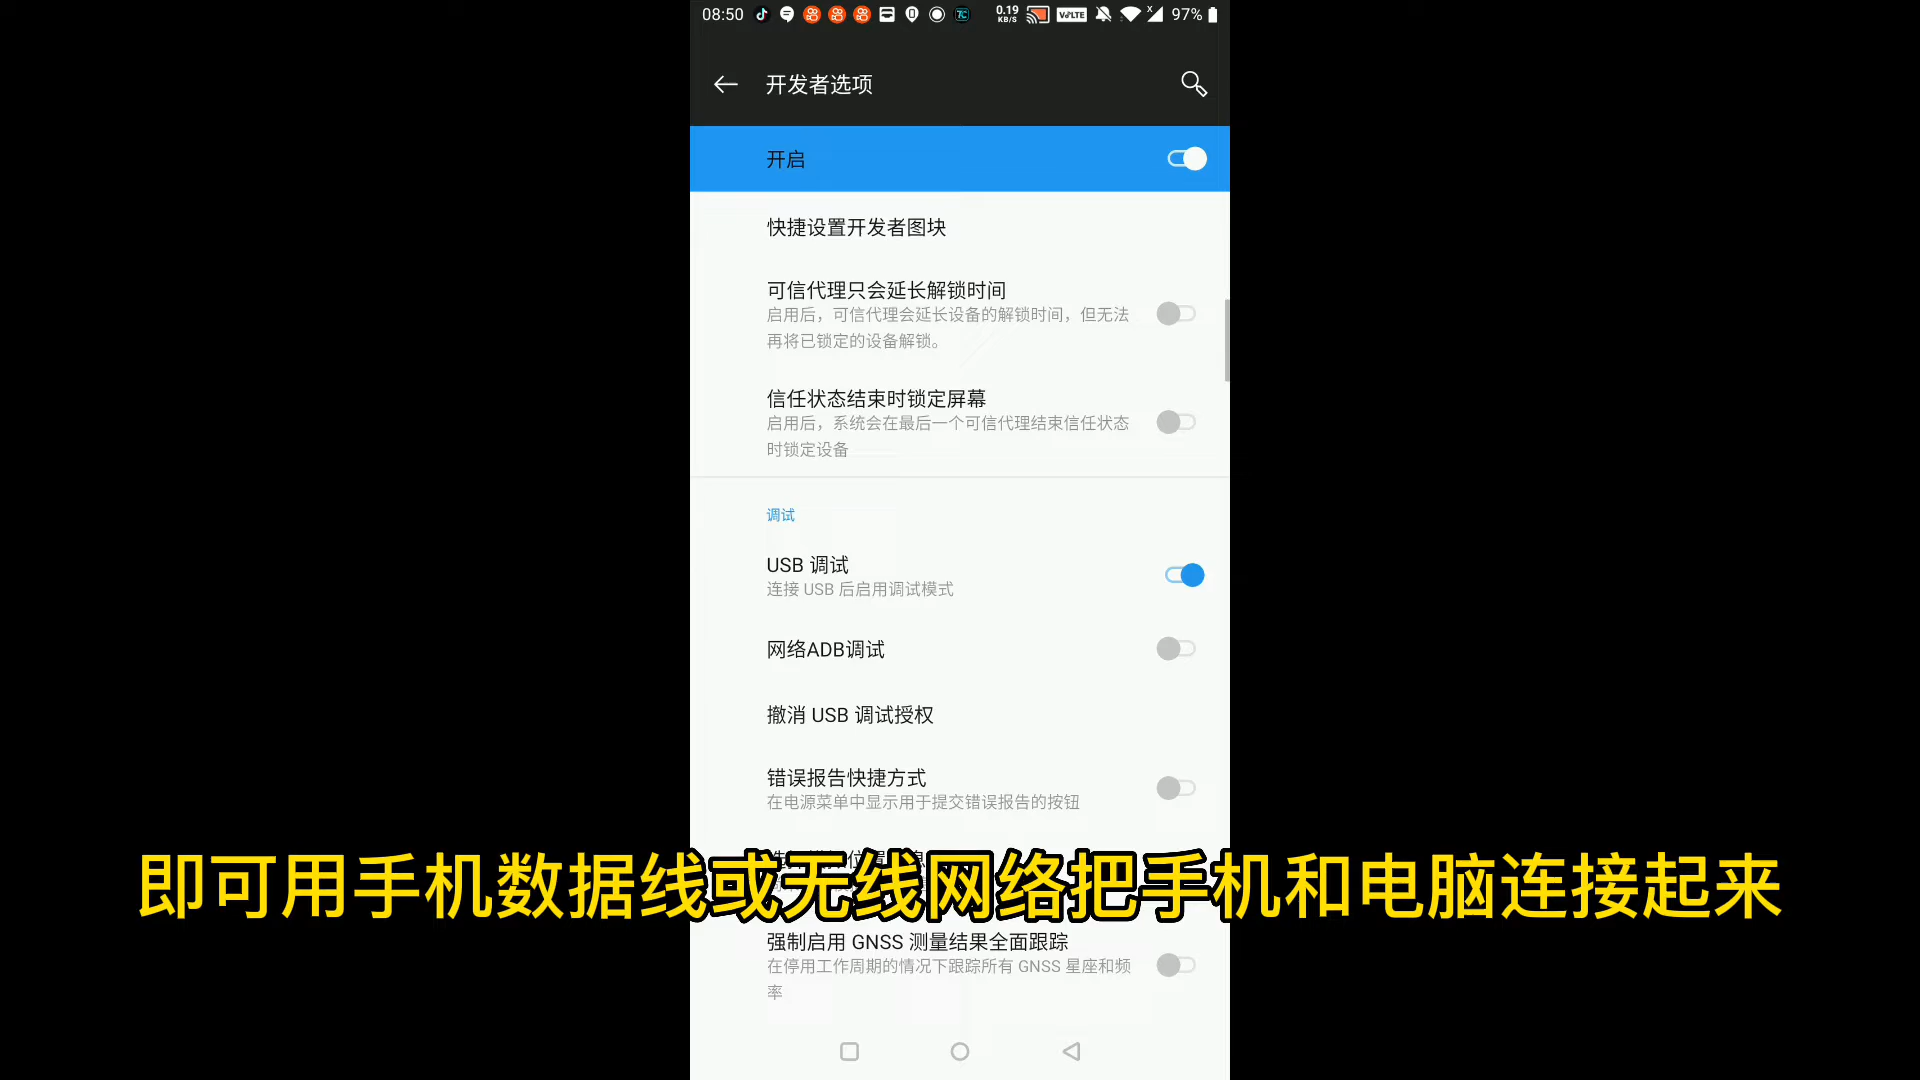 08:50
0.19
KB/S
VoLTE
97%
开发者选项
开启
快捷设置开发者图块
可信代理只会延长解锁时间
启用后，可信代理会延长设备的解锁时间，但无法
再将已锁定的设备解锁。
信任状态结束时锁定屏幕
启用后，系统会在最后一个可信代理结束信任状态
时锁定设备
调试
USB 调试
连接 USB 后启用调试模式
网络ADB调试
撤消 USB 调试授权
错误报告快捷方式
在电源菜单中显示用于提交错误报告的按钮
即可用手机数据线或无线网络把手机和电脑连接起来
强制启用 GNSS 测量结果全面跟踪
在停用工作周期的情况下跟踪所有 GNSS 星座和频
率